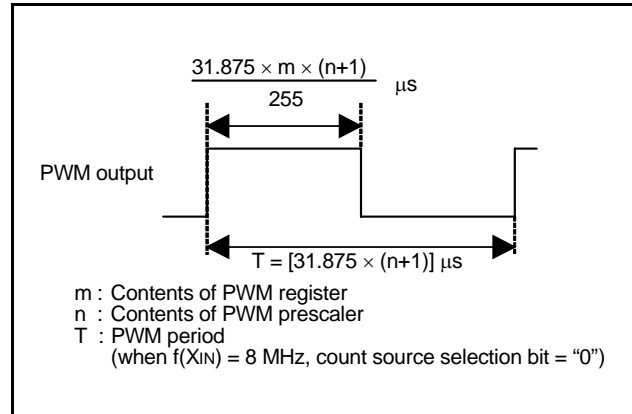 31.875 × m × (n+1)
255
μs
PWM output
T = [31.875 × (n+1)] μs
m : Contents of PWM register
n : Contents of PWM prescaler
T : PWM period
(when f(XIN) = 8 MHz, count source selection bit = “0”)